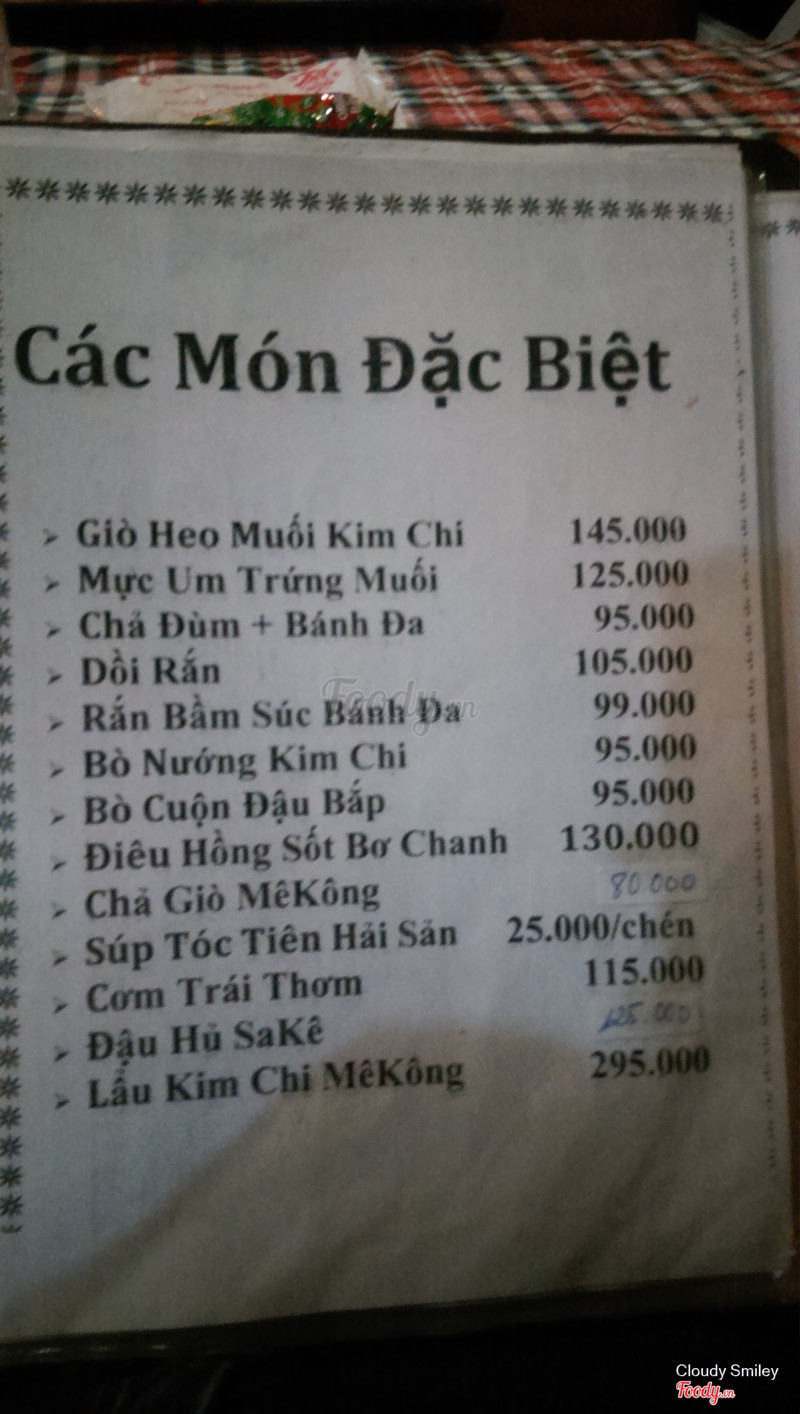 Các Món Đặc Biệt
➢ Giò Heo Muối Kim Chi 145.000
➢ Mực Um Trứng Muối 125.000
➢ Chả Đùm + Bánh Đa 95.000
➢ Dồi Rắn 105.000
➢ Rắn Bằm Súc Bánh Đa 99.000
➢ Bò Nướng Kim Chi 95.000
➢ Bò Cuộn Đậu Bắp 95.000
➢ Điêu Hồng Sốt Bơ Chanh 130.000
➢ Chả Giò MêKông 80 000
➢ Súp Tóc Tiên Hải Sản 25.000/chén
➢ Cơm Trái Thơm 115.000
➢ Đậu Hủ SaKê 125.000
➢ Lẩu Kim Chi MêKông 295.000
Foody.vn
Cloudy Smiley
Foody.vn